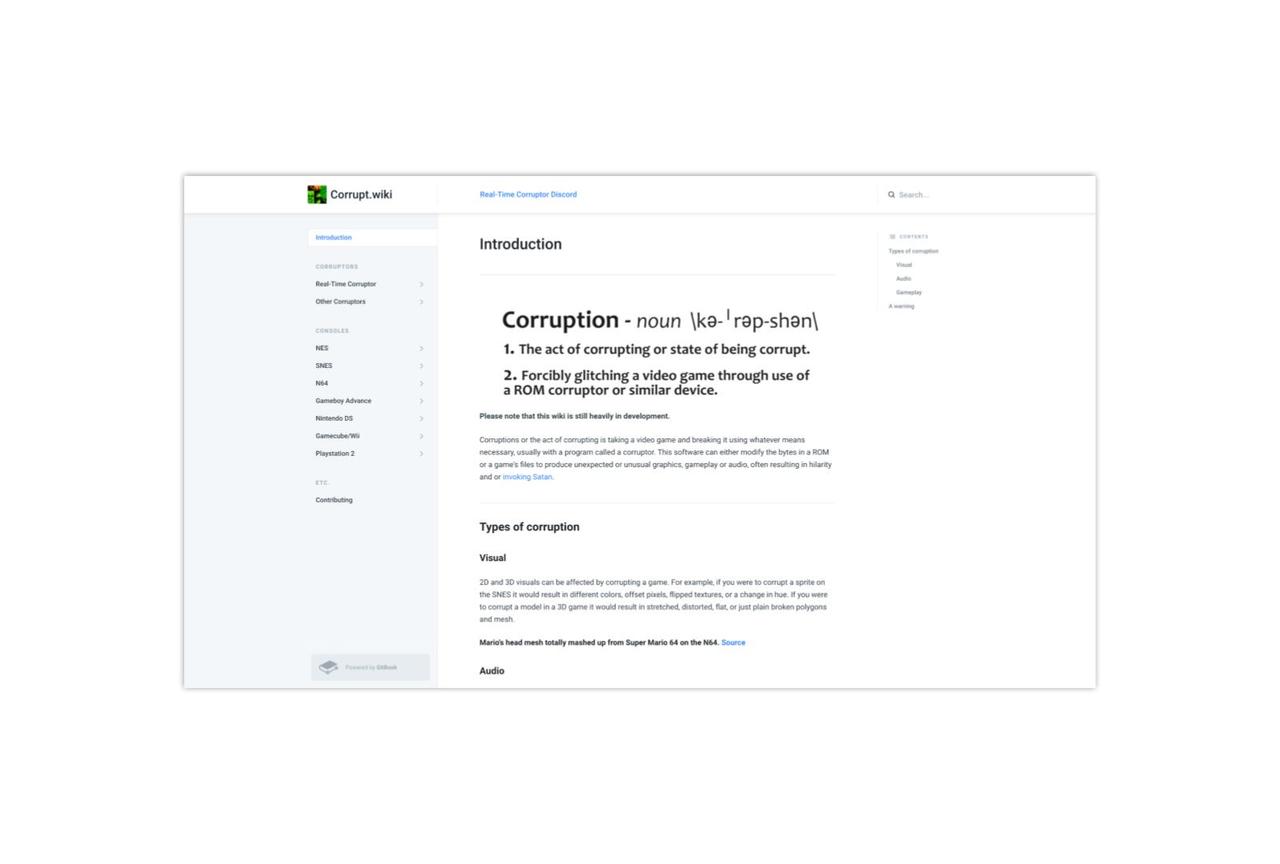 Corrupt.wiki
Real-Time Corruptor Discord
Search...
Introduction
CORRUPTORS
Real-Time Corruptor
Other Corruptors
CONSOLES
NES
SNES
N64
Gameboy Advance
Nintendo DS
Gamecube/Wii
Playstation 2
ETC.
Contributing
Powered by GitBook
Introduction
Corruption - noun \kə-ˈrəp-shən\
1. The act of corrupting or state of being corrupt.
2. Forcibly glitching a video game through use of
a ROM corruptor or similar device.
Please note that this wiki is still heavily in development.
Corruptions or the act of corrupting is taking a video game and breaking it using whatever means
necessary, usually with a program called a corruptor. This software can either modify the bytes in a ROM
or a game's files to produce unexpected or unusual graphics, gameplay or audio, often resulting in hilarity
and or invoking Satan.
Types of corruption
Visual
2D and 3D visuals can be affected by corrupting a game. For example, if you were to corrupt a sprite on
the SNES it would result in different colors, offset pixels, flipped textures, or a change in hue. If you were
to corrupt a model in a 3D game it would result in stretched, distorted, flat, or just plain broken polygons
and mesh.
Mario's head mesh totally mashed up from Super Mario 64 on the N64. Source
Audio
CONTENTS
Types of corruption
Visual
Audio
Gameplay
A warning